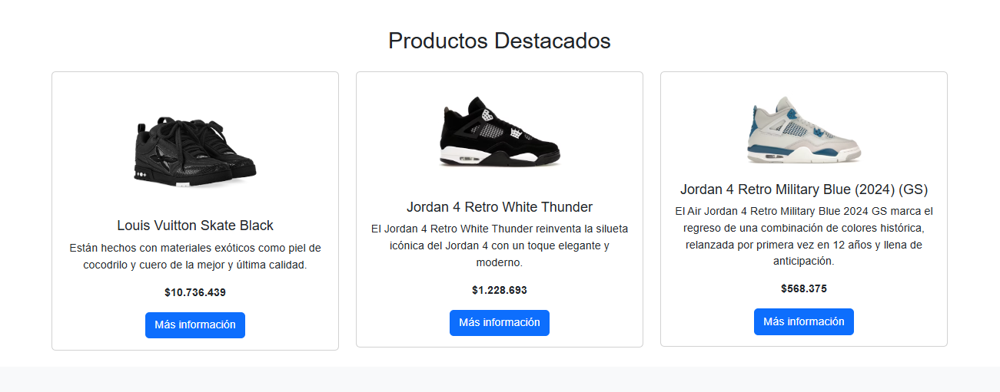 Productos Destacados
Louis Vuitton Skate Black
Están hechos con materiales exóticos como piel de
cocodrilo y cuero de la mejor y última calidad.
$10.736.439
Más información
Jordan 4 Retro White Thunder
El Jordan 4 Retro White Thunder reinventa la silueta
icónica del Jordan 4 con un toque elegante y
moderno.
$1.228.693
Más información
Jordan 4 Retro Military Blue (2024) (GS)
El Air Jordan 4 Retro Military Blue 2024 GS marca el
regreso de una combinación de colores histórica,
relanzada por primera vez en 12 años y llena de
anticipación.
$568.375
Más información